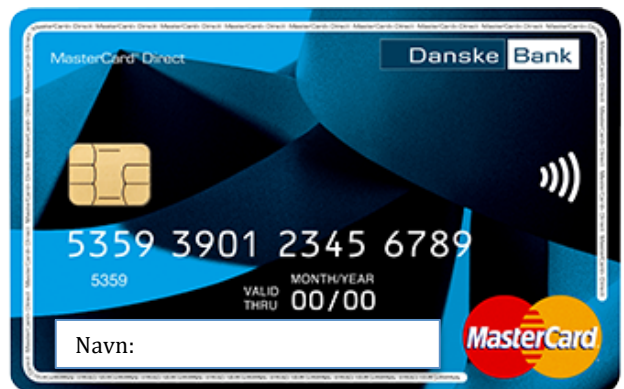 MasterCard® Direct
Danske Bank
5359 3901 2345 6789
5359
MONTH/YEAR
VALID THRU 00/00
Navn:
MasterCard